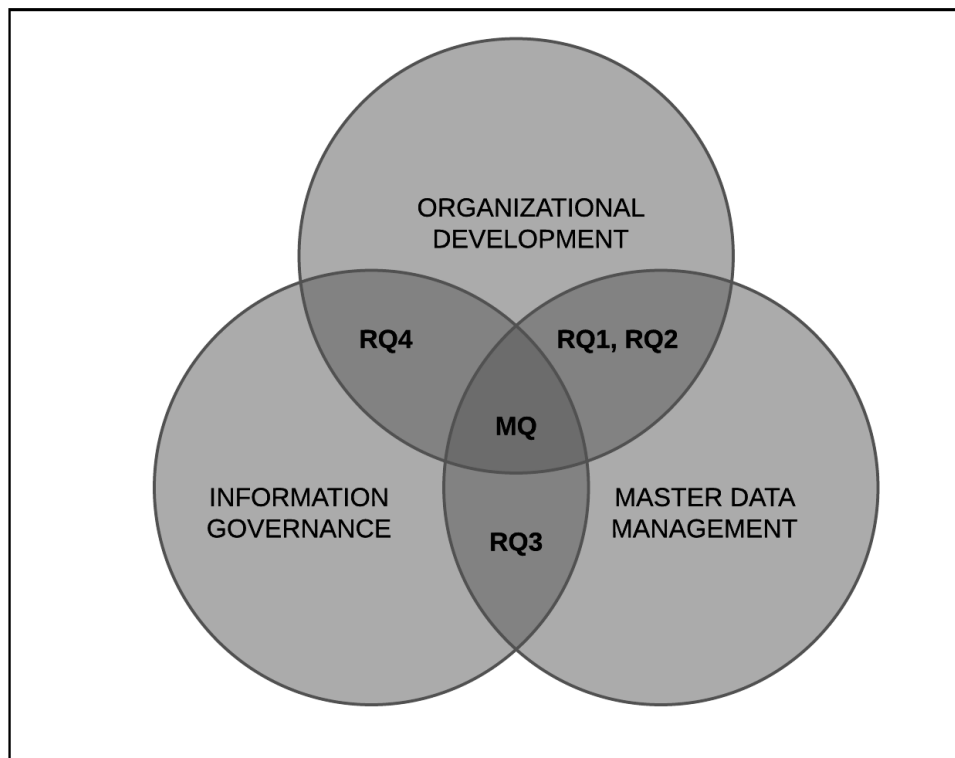 ORGANIZATIONAL
DEVELOPMENT
RQ4
RQ1, RQ2
MQ
INFORMATION
GOVERNANCE
MASTER DATA
MANAGEMENT
RQ3